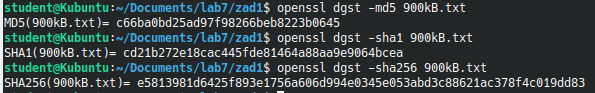 student@Kubuntu:~/Documents/lab7/zad1$ openssl dgst -md5 900kB.txt
MD5(900kB.txt)= c66ba0bd25ad97f98266beb8223b0645
student@Kubuntu:~/Documents/lab7/zad1$ openssl dgst -sha1 900kB.txt
SHA1(900kB.txt)= cd21b272e18cac445fde81464a88aa9e9064bcea
student@Kubuntu:~/Documents/lab7/zad1$ openssl dgst -sha256 900kB.txt
SHA256(900kB.txt)= e5813981d6425f893e1756a606d994e0345e053abd3c88621ac378f4c019dd83